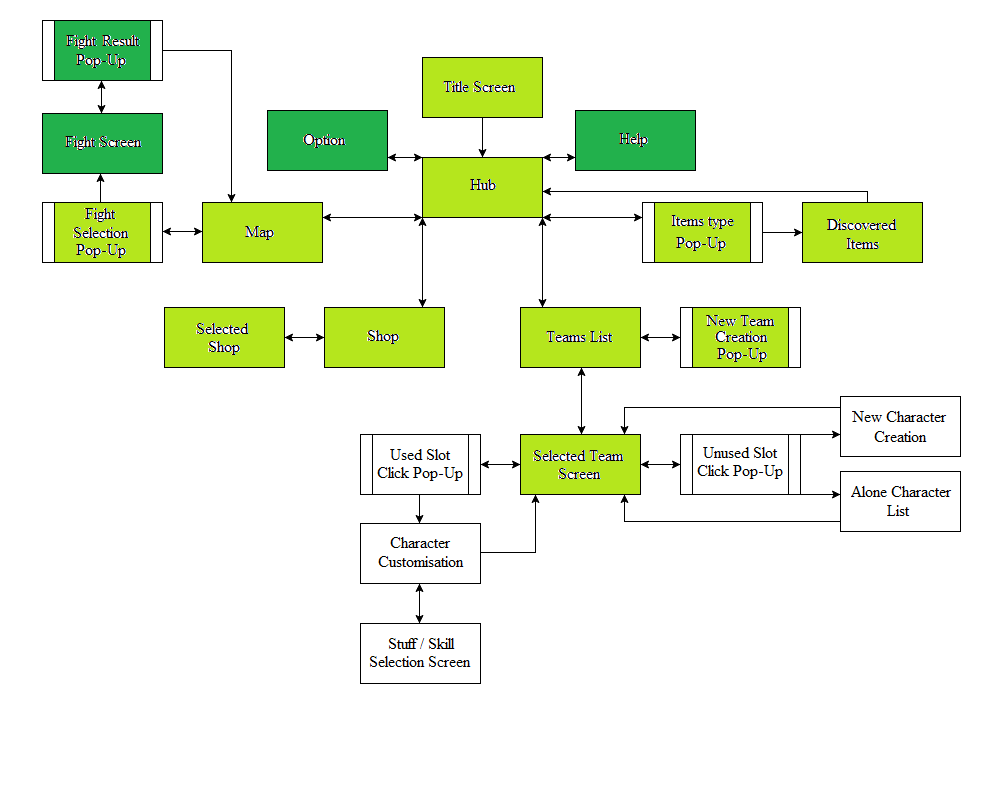 Fight Result
Pop-Up
Title Screen
Fight Screen
Option
Help
Hub
Fight
Selection
Pop-Up
Map
Items type
Pop-Up
Discovered
Items
Selected
Shop
Shop
Teams List
New Team
Creation
Pop-Up
New Character
Creation
Used Slot
Click Pop-Up
Selected Team
Screen
Unused Slot
Click Pop-Up
Alone Character
List
Character
Customisation
Stuff / Skill
Selection Screen